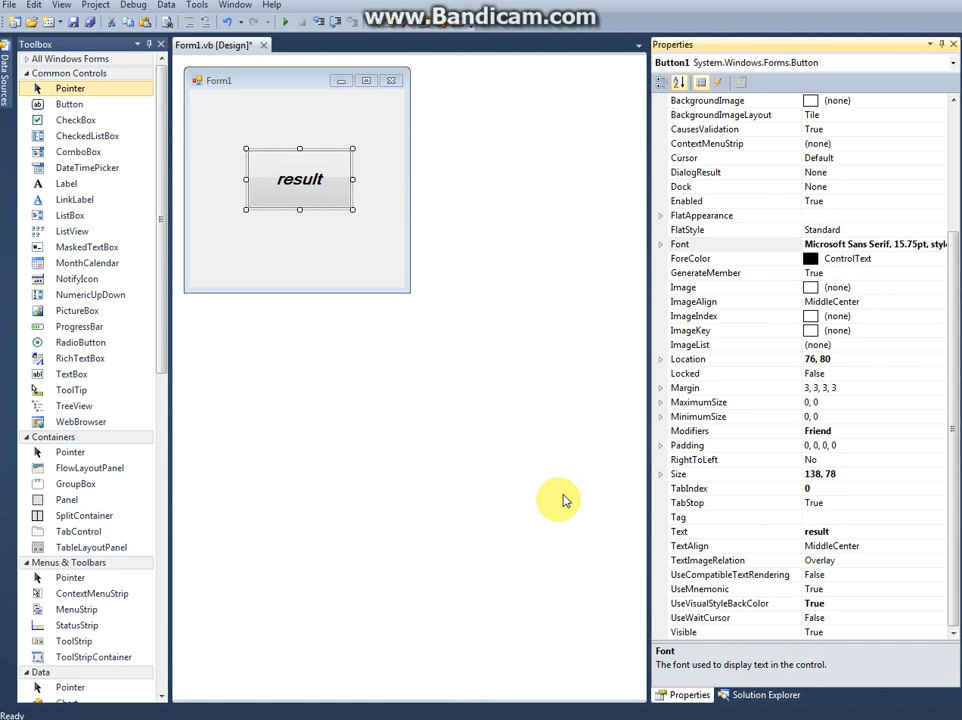 www.Bandicam.com
File Edit View Project Debug Data Tools Window Help
Toolbox
All Windows Forms
Common Controls
Pointer
Button
CheckBox
CheckedListBox
ComboBox
DateTimePicker
Label
LinkLabel
ListBox
ListView
MaskedTextBox
MonthCalendar
NotifyIcon
NumericUpDown
PictureBox
ProgressBar
RadioButton
RichTextBox
TextBox
ToolTip
TreeView
WebBrowser
Containers
Pointer
FlowLayoutPanel
GroupBox
Panel
SplitContainer
TabControl
TableLayoutPanel
Menus & Toolbars
Pointer
ContextMenuStrip
MenuStrip
StatusStrip
ToolStrip
ToolStripContainer
Data
Pointer
Data Sources
Form1.vb [Design]*
Form1
result
Properties
Button1 System.Windows.Forms.Button
BackgroundImage (none)
BackgroundImageLayout Tile
CausesValidation True
ContextMenuStrip (none)
Cursor Default
DialogResult None
Dock None
Enabled True
FlatAppearance
FlatStyle Standard
Font Microsoft Sans Serif, 15.75pt, style
ForeColor ControlText
GenerateMember True
Image (none)
ImageAlign MiddleCenter
ImageIndex (none)
ImageKey (none)
ImageList (none)
Location 76, 80
Locked False
Margin 3, 3, 3, 3
MaximumSize 0, 0
MinimumSize 0, 0
Modifiers Friend
Padding 0, 0, 0, 0
RightToLeft No
Size 138, 78
TabIndex 0
TabStop True
Tag
Text result
TextAlign MiddleCenter
TextImageRelation Overlay
UseCompatibleTextRendering False
UseMnemonic True
UseVisualStyleBackColor True
UseWaitCursor False
Visible True
Font
The font used to display text in the control.
Properties Solution Explorer
Ready